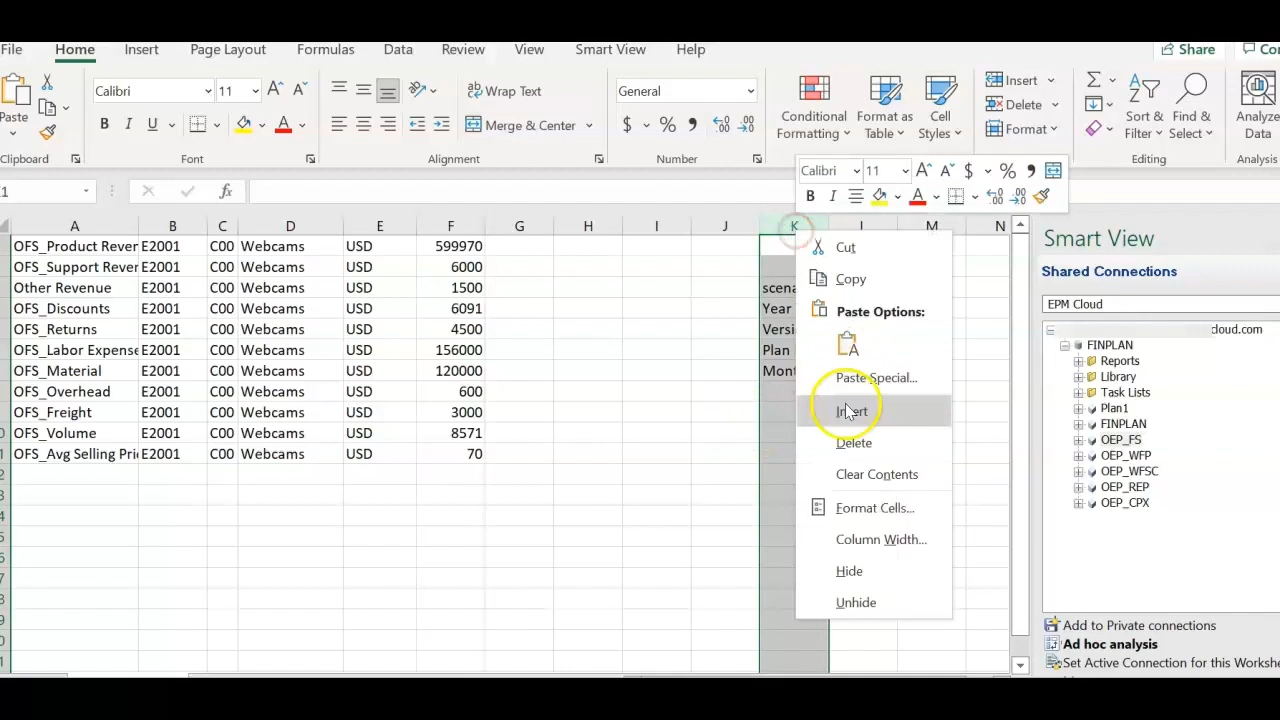 File Home Insert Page Layout Formulas Data Review View Smart View Help Share
Calibri 11 Wrap Text General Insert
Paste B I U Merge & Center $ % Conditional Formatting Format as Table Cell Styles Delete Sort & Filter Find & Select Analyze Data
Format
Clipboard Font Alignment Number Editing Analysis
Calibri 11 $ %
B I
fx
A B C D E F G H I J K L M N
OFS_Product Rever E2001 C00 Webcams USD 599970
OFS_Support Rever E2001 C00 Webcams USD 6000
Other Revenue E2001 C00 Webcams USD 1500 scena
OFS_Discounts E2001 C00 Webcams USD 6091 Year
OFS_Returns E2001 C00 Webcams USD 4500 Versi
OFS_Labor Expense E2001 C00 Webcams USD 156000 Plan
OFS_Material E2001 C00 Webcams USD 120000 Mont
OFS_Overhead E2001 C00 Webcams USD 600
OFS_Freight E2001 C00 Webcams USD 3000
OFS_Volume E2001 C00 Webcams USD 8571
OFS_Avg Selling Pri E2001 C00 Webcams USD 70
Cut
Copy
Paste Options:
Paste Special...
Insert
Delete
Clear Contents
Format Cells...
Column Width...
Hide
Unhide
Smart View
Shared Connections
EPM Cloud
cloud.com
FINPLAN
Reports
Library
Task Lists
Plan1
FINPLAN
OEP_FS
OEP_WFP
OEP_WFSC
OEP_REP
OEP_CPX
Add to Private connections
Ad hoc analysis
Set Active Connection for this Workshe